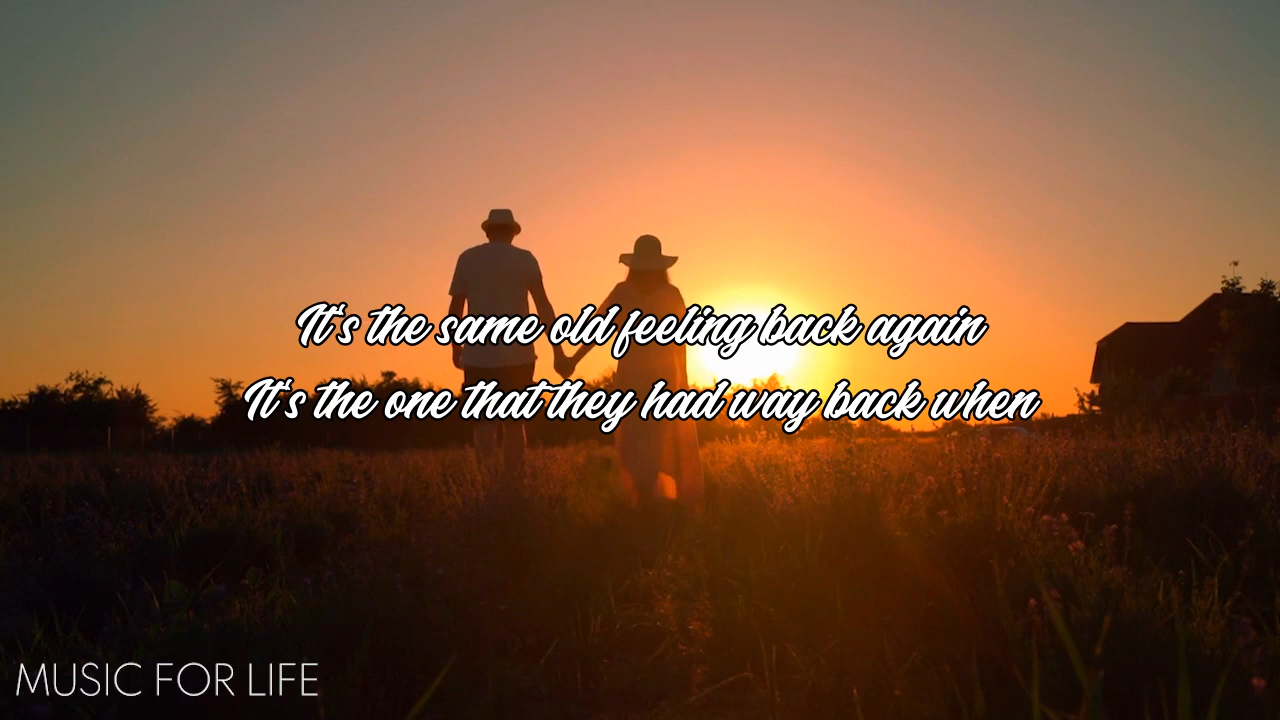 It's the same old feeling back again
It's the one that they had way back when
MUSIC FOR LIFE